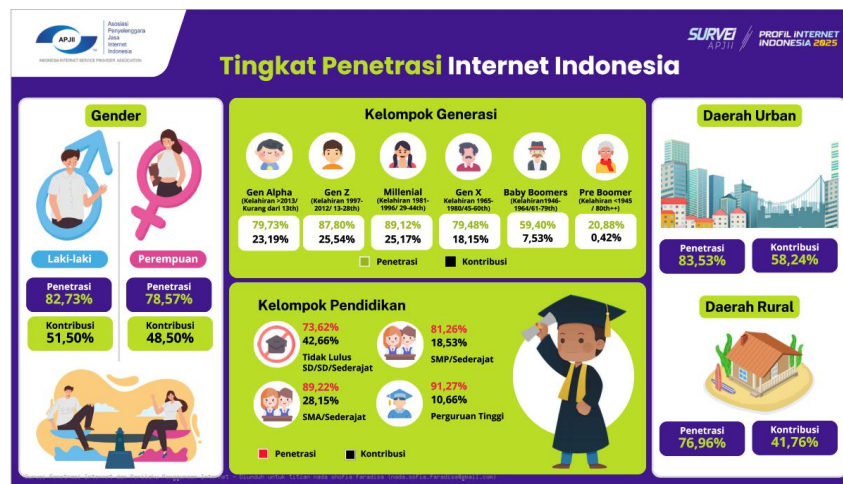 APJII
Asosiasi
Penyelenggara
Jasa
Internet
Indonesia
INDONESIA INTERNET SERVICE PROVIDER ASSOCIATION
SURVEI
APJII
PROFIL INTERNET
INDONESIA 2025
Tingkat Penetrasi Internet Indonesia
Gender
Laki-laki
Perempuan
Penetrasi
82,73%
Penetrasi
78,57%
Kontribusi
51,50%
Kontribusi
48,50%
Kelompok Generasi
Gen Alpha
(Kelahiran >2013/
Kurang dari 13th)
79,73%
23,19%
Gen Z
(Kelahiran 1997-
2012/ 13-28th)
87,80%
25,54%
Millenial
(Kelahiran 1981-
1996/ 29-44th)
89,12%
25,17%
Gen X
(Kelahiran 1965-
1980/45-60th)
79,48%
18,15%
Baby Boomers
(Kelahiran1946-
1964/61-79th)
59,40%
7,53%
Pre Boomer
(Kelahiran <1945
/ 80th++)
20,88%
0,42%
Penetrasi
Kontribusi
Kelompok Pendidikan
73,62%
42,66%
Tidak Lulus
SD/SD/Sederajat
81,26%
18,53%
SMP/Sederajat
89,22%
28,15%
SMA/Sederajat
91,27%
10,66%
Perguruan Tinggi
Penetrasi
Kontribusi
Daerah Urban
Penetrasi
83,53%
Kontribusi
58,24%
Daerah Rural
Penetrasi
76,96%
Kontribusi
41,76%